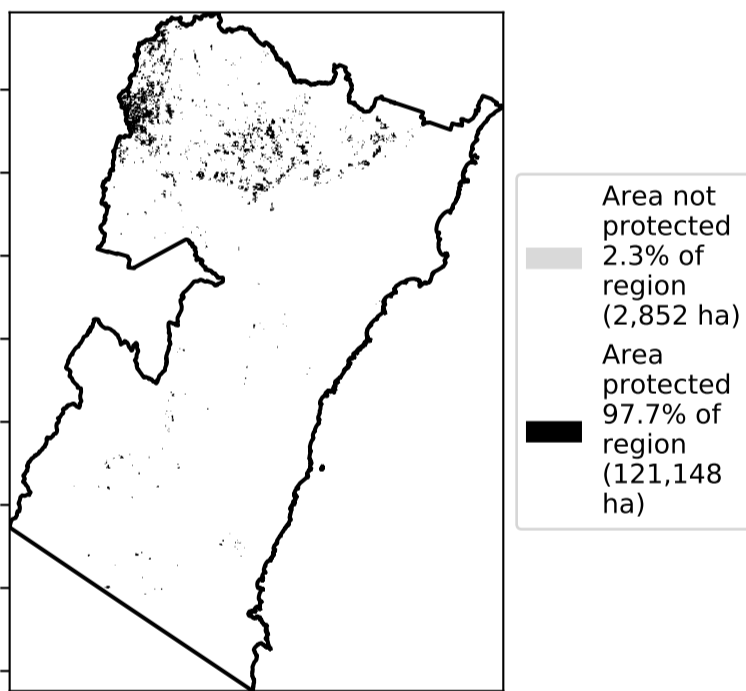 Area not
protected
2.3% of
region
(2,852 ha)
Area
protected
97.7% of
region
(121,148
ha)